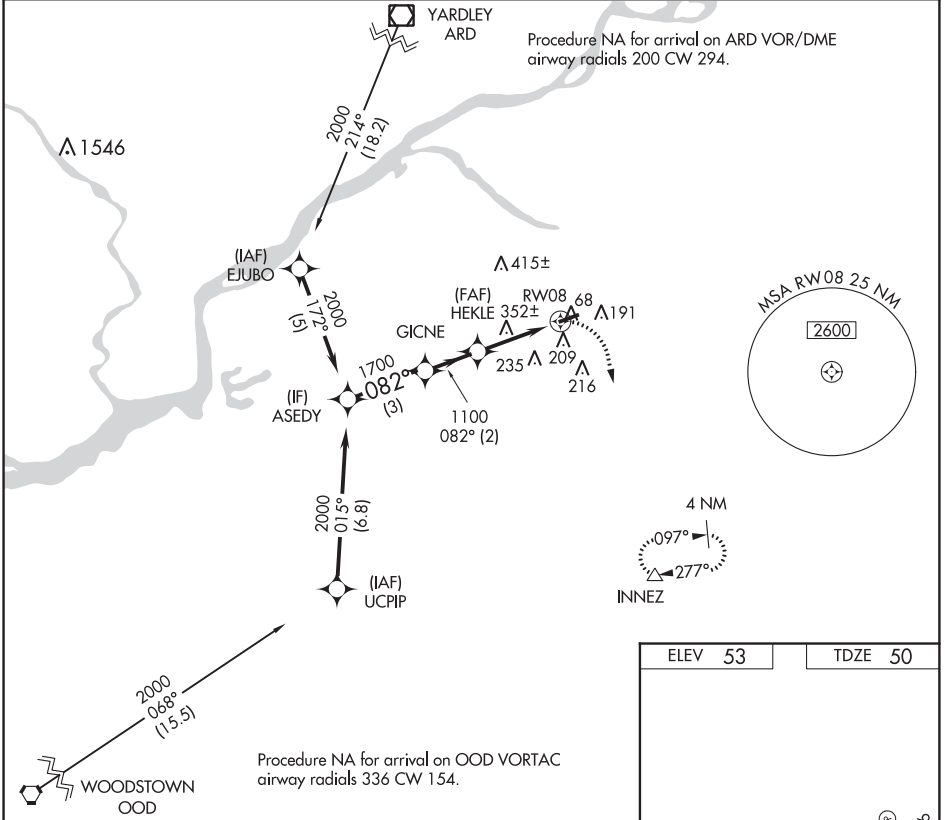 YARDLEY
ARD
Procedure NA for arrival on ARD VOR/DME
airway radials 200 CW 294.
2000
214°
(18.2)
1546
(IAF)
EJUBO
2000
172°
(5)
415±
(FAF)
HEKLE
352±
RW08
68
191
GICNE
235
209
216
MSA RW08 25 NM
2600
1700
082°
(3)
(IF)
ASEDY
1100
082° (2)
2000
015°
(6.8)
4 NM
097°
277°
INNEZ
(IAF)
UCPIP
ELEV 53
TDZE 50
2000
068°
(15.5)
Procedure NA for arrival on OOD VORTAC
airway radials 336 CW 154.
WOODSTOWN
OOD